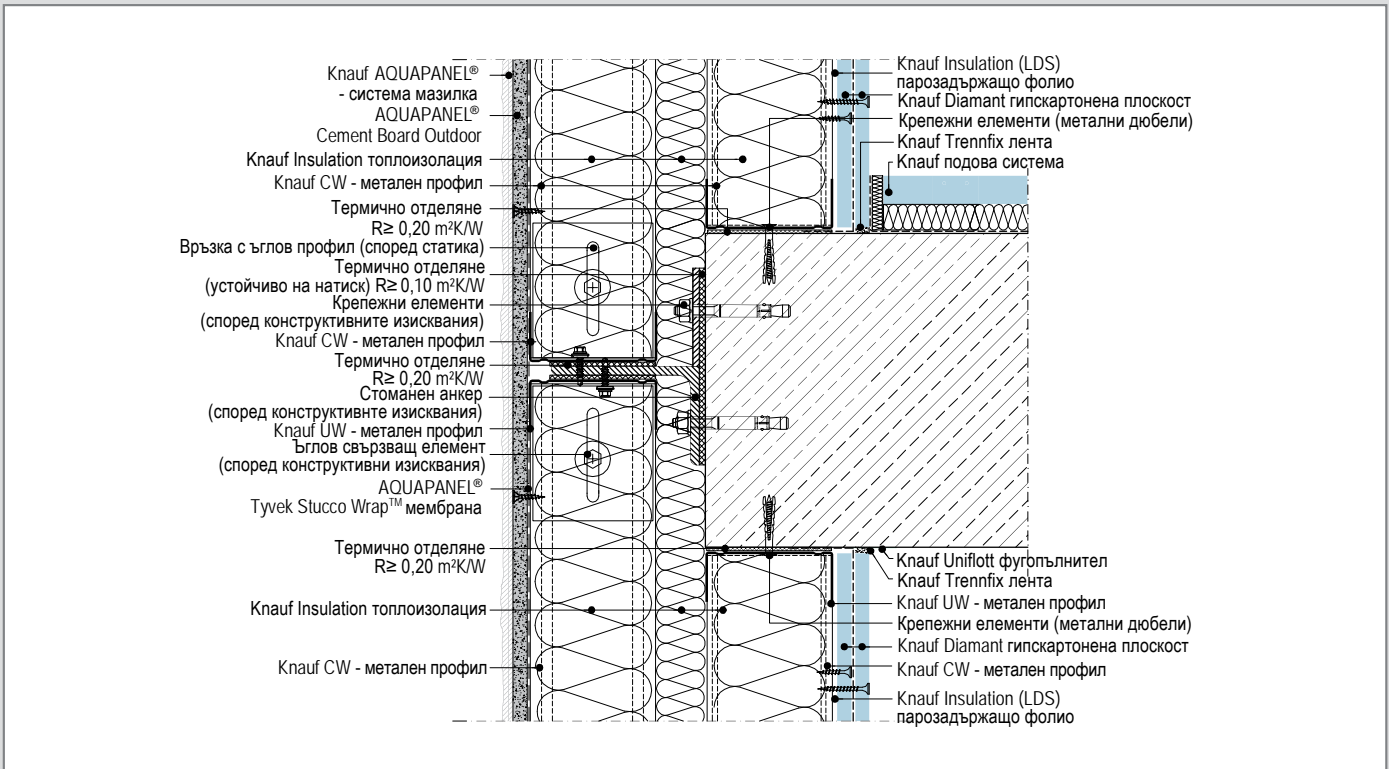 Knauf AQUAPANEL®
- система мазилка
AQUAPANEL®
Cement Board Outdoor
Knauf Insulation топлоизолация
Knauf CW - метален профил
Термично отделяне
R≥ 0,20 m²K/W
Връзка с ъглов профил (според статика)
Термично отделяне
(устойчиво на натиск) R≥ 0,10 m²K/W
Крепежни елементи
(според конструктивните изисквания)
Knauf CW - метален профил
Термично отделяне
R≥ 0,20 m²K/W
Стоманен анкер
(според конструктивнте изисквания)
Knauf UW - метален профил
Ъглов свързващ елемент
(според конструктивни изисквания)
AQUAPANEL®
Tyvek Stucco Wrap™ мембрана
Термично отделяне
R≥ 0,20 m²K/W
Knauf Insulation топлоизолация
Knauf CW - метален профил
Knauf Insulation (LDS)
парозадържащо фолио
Knauf Diamant гипскартонена плоскост
Крепежни елементи (метални дюбели)
Knauf Trennfix лента
Knauf подова система
Knauf Uniflott фугопълнител
Knauf Trennfix лента
Knauf UW - метален профил
Крепежни елементи (метални дюбели)
Knauf Diamant гипскартонена плоскост
Knauf CW - метален профил
Knauf Insulation (LDS)
парозадържащо фолио